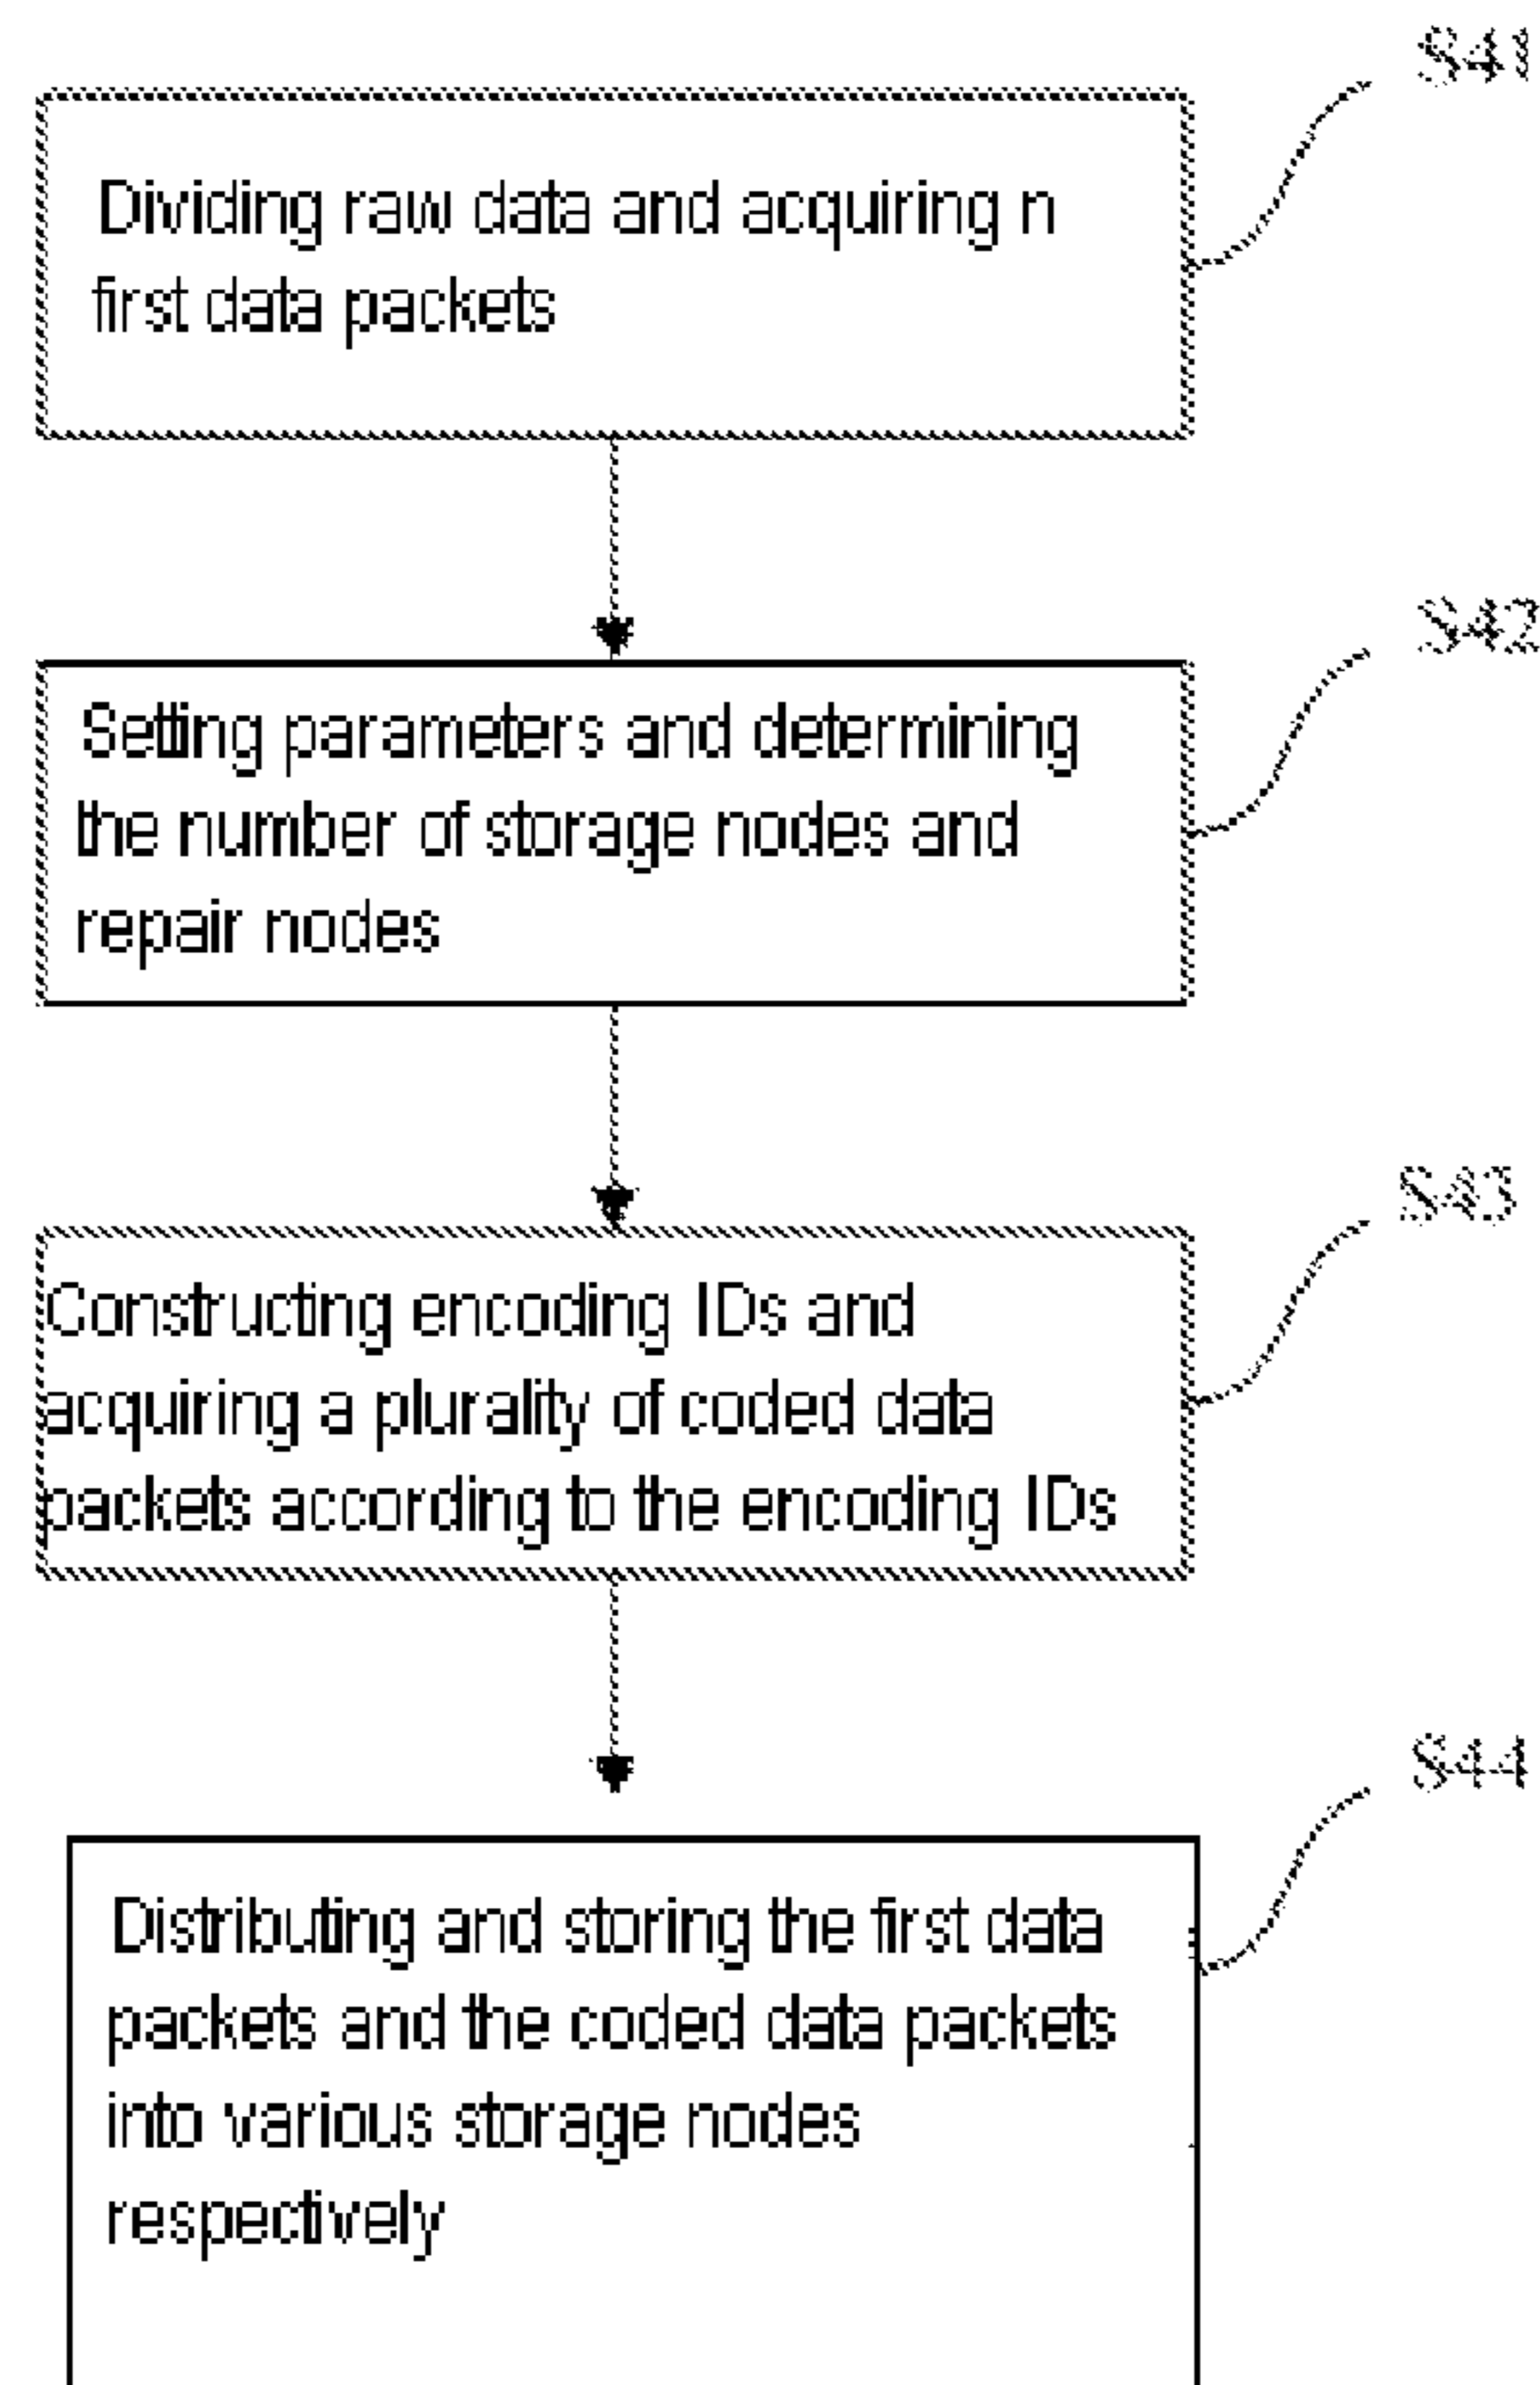 S41
Dividing raw data and acquiring n
first data packets
S42
Setting parameters and determining
the number of storage nodes and
repair nodes
S43
Constructing encoding IDs and
acquiring a plurality of coded data
packets according to the encoding IDs
S44
Distributing and storing the first data
packets and the coded data packets
into various storage nodes
respectively